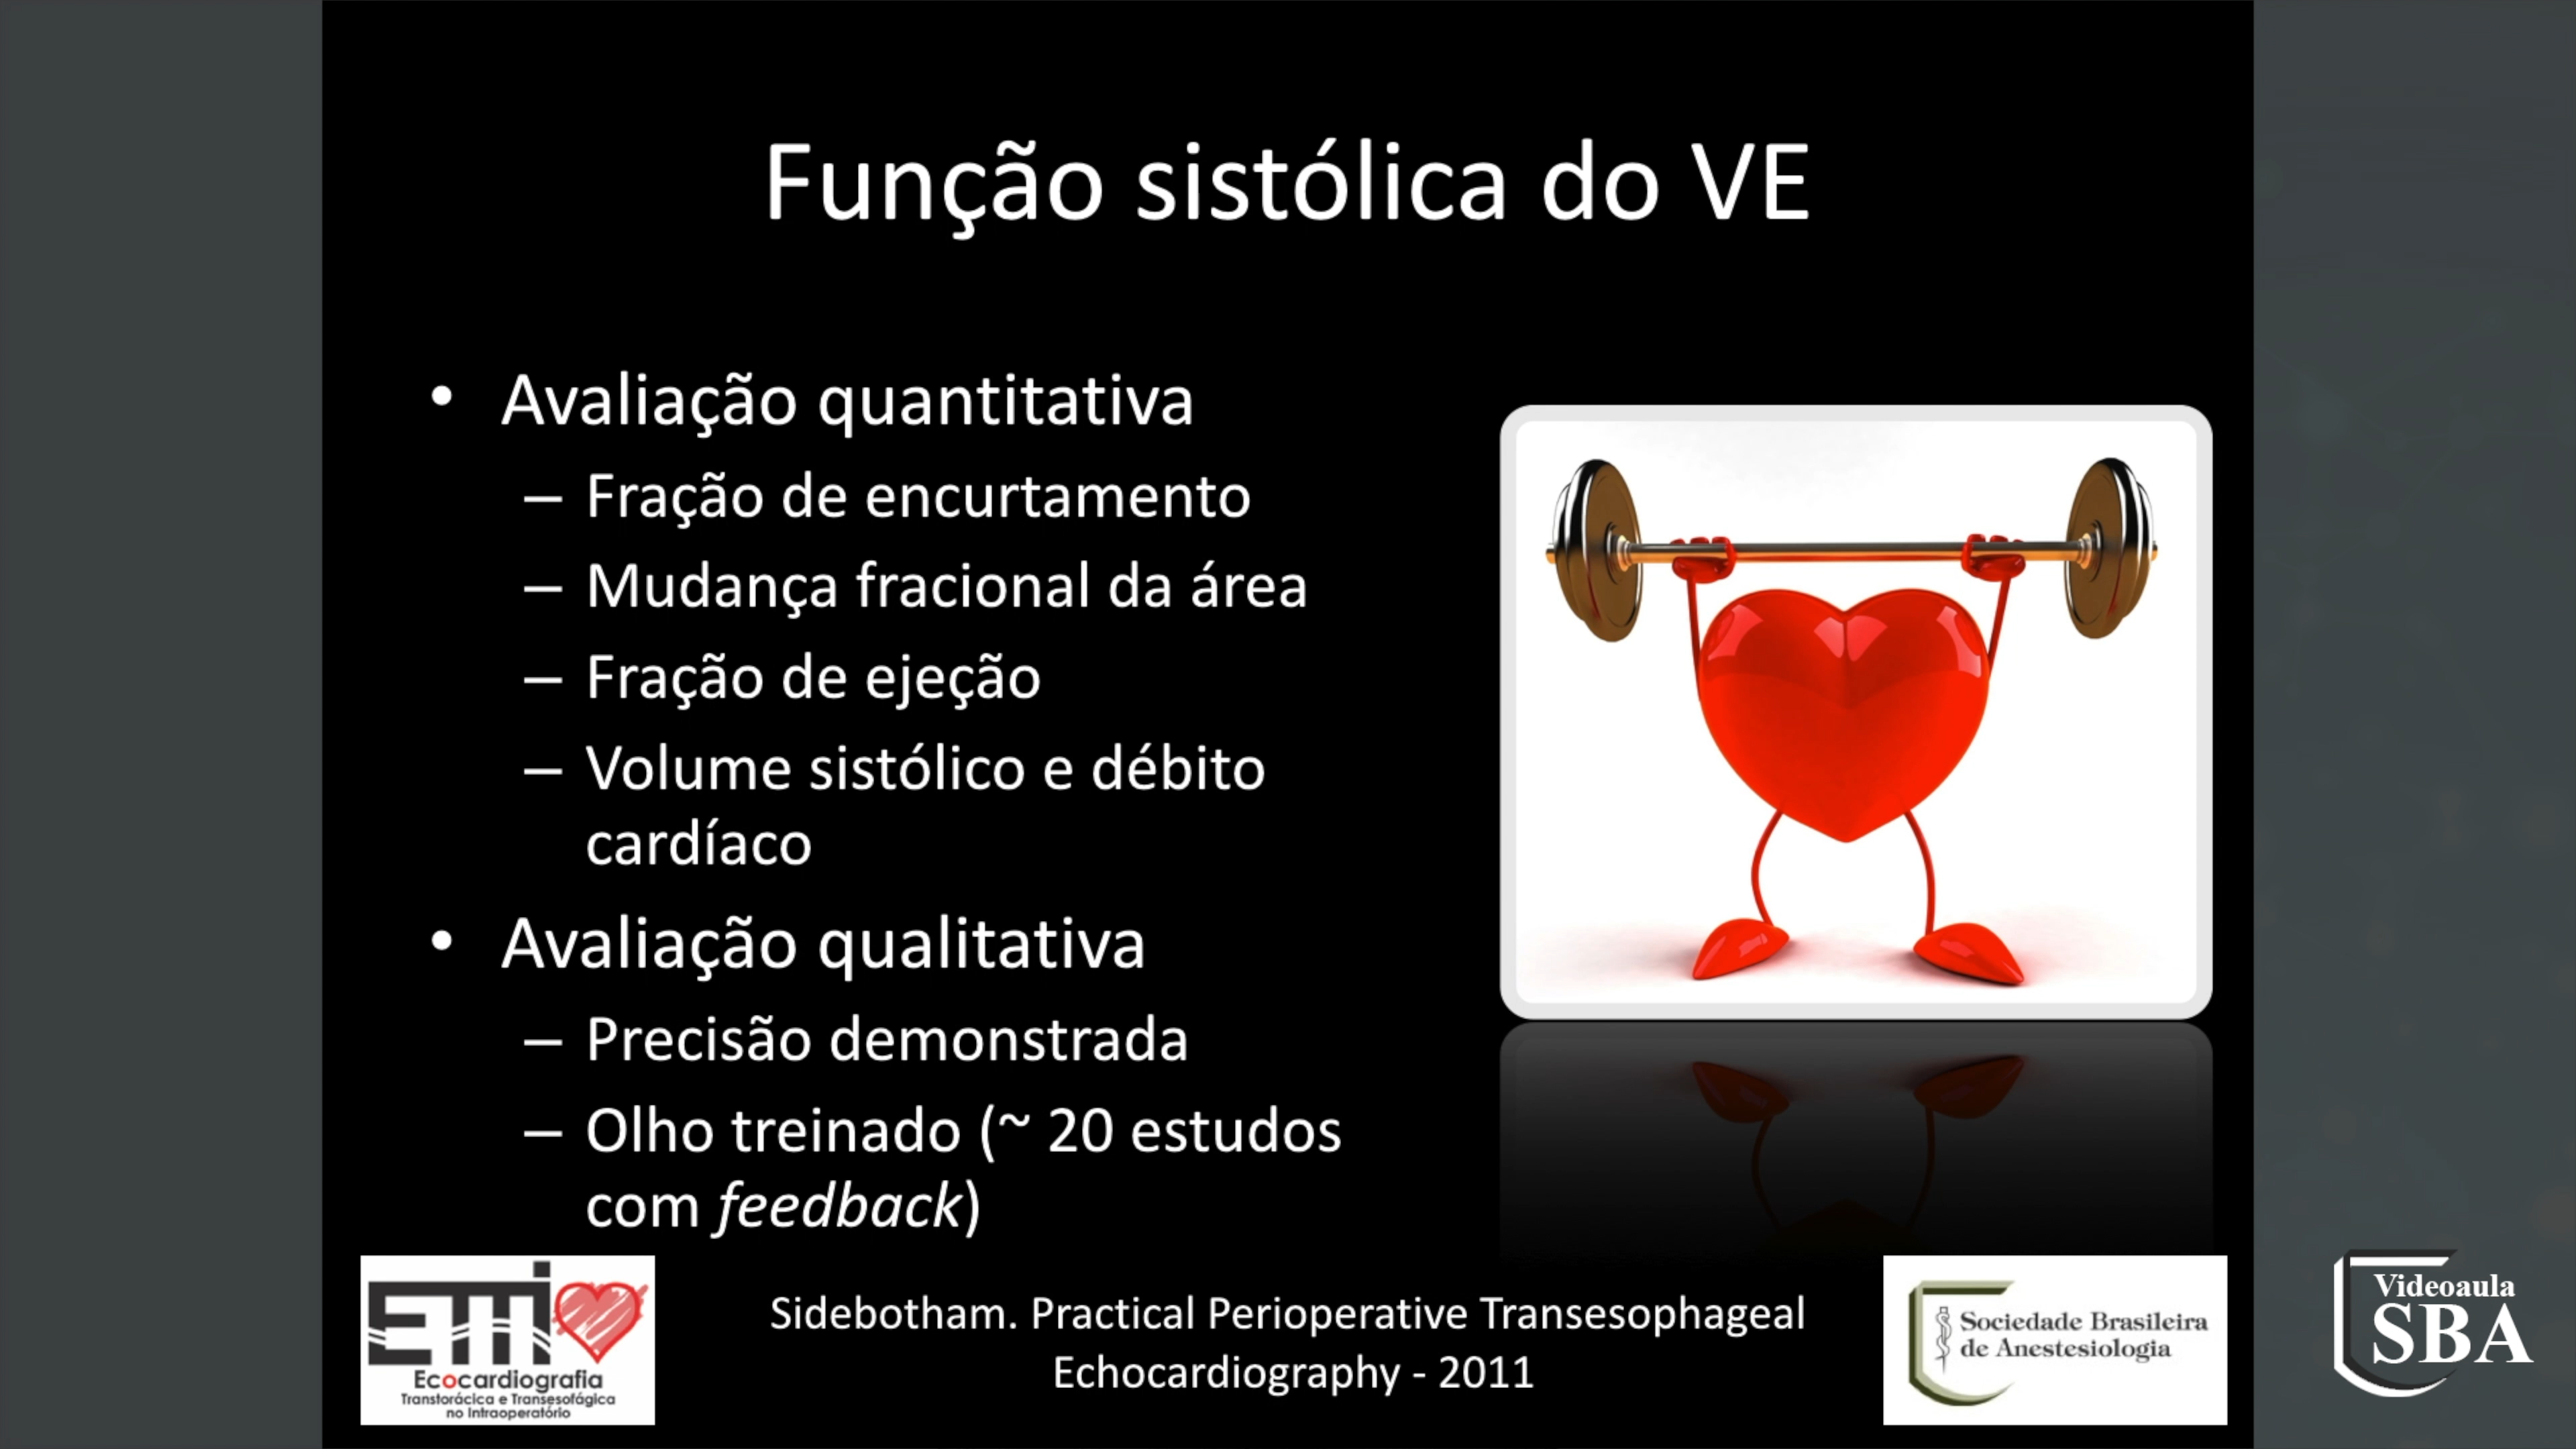 Função sistólica do VE
• Avaliação quantitativa
– Fração de encurtamento
– Mudança fracional da área
– Fração de ejeção
– Volume sistólico e débito
cardíaco
• Avaliação qualitativa
– Precisão demonstrada
– Olho treinado (~ 20 estudos
com feedback)
ETTI
Ecocardiografia
Transtorácica e Transesofágica
no Intraoperatório
Sidebotham. Practical Perioperative Transesophageal
Echocardiography - 2011
Sociedade Brasileira
de Anestesiologia
Videoaula
SBA